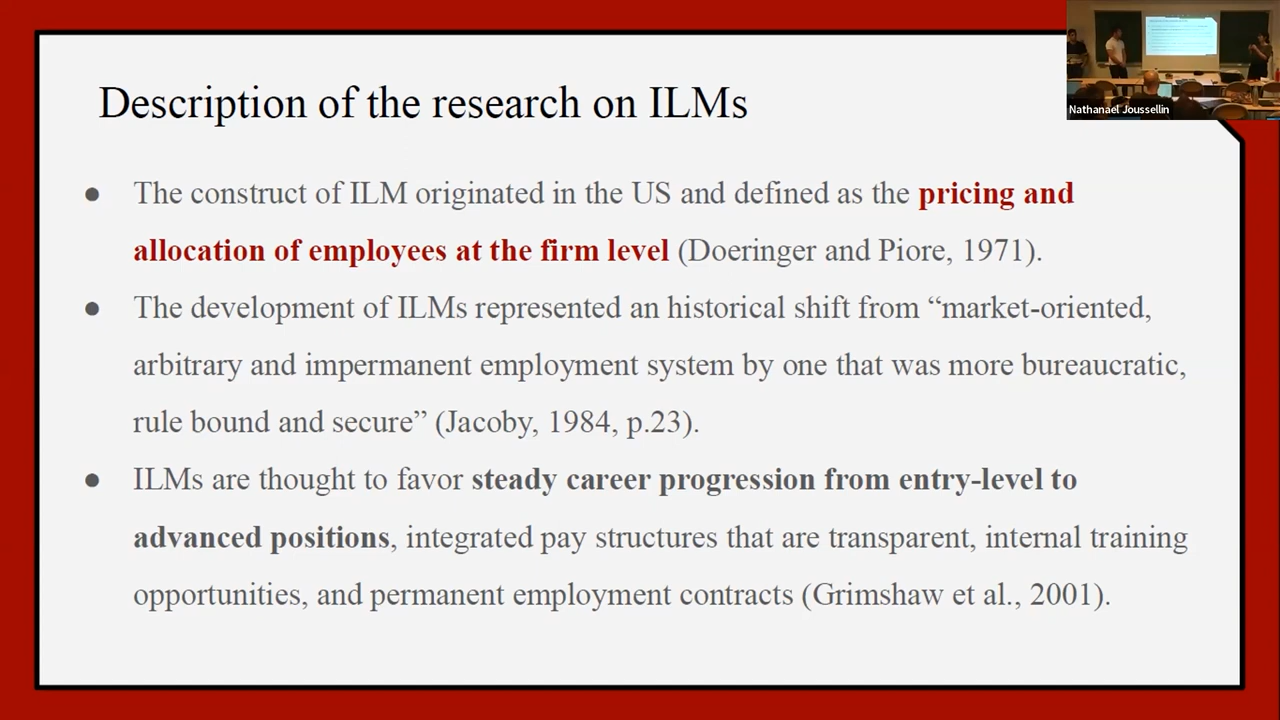 Description of the research on ILMs
Nathanael Joussellin
● The construct of ILM originated in the US and defined as the pricing and
allocation of employees at the firm level (Doeringer and Piore, 1971).
● The development of ILMs represented an historical shift from “market-oriented,
arbitrary and impermanent employment system by one that was more bureaucratic,
rule bound and secure” (Jacoby, 1984, p.23).
● ILMs are thought to favor steady career progression from entry-level to
advanced positions, integrated pay structures that are transparent, internal training
opportunities, and permanent employment contracts (Grimshaw et al., 2001).